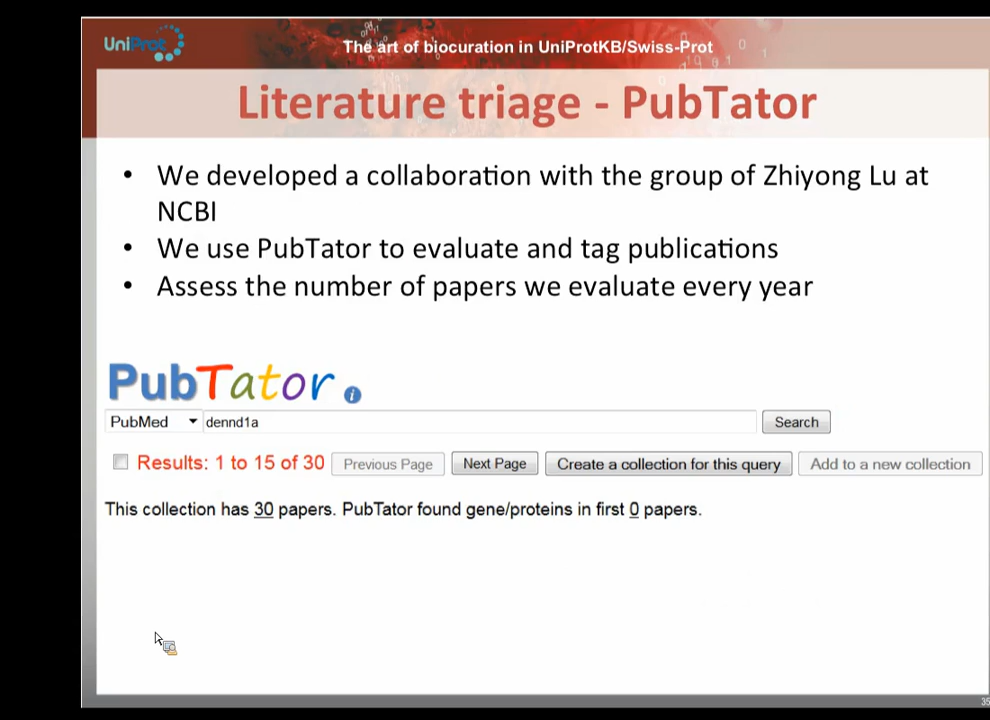 UniProt
The art of biocuration in UniProtKB/Swiss-Prot
Literature triage - PubTator
• We developed a collaboration with the group of Zhiyong Lu at
NCBI
• We use PubTator to evaluate and tag publications
• Assess the number of papers we evaluate every year
PubTator i
PubMed dennd1a Search
Results: 1 to 15 of 30 Previous Page Next Page Create a collection for this query Add to a new collection
This collection has 30 papers. PubTator found gene/proteins in first 0 papers.